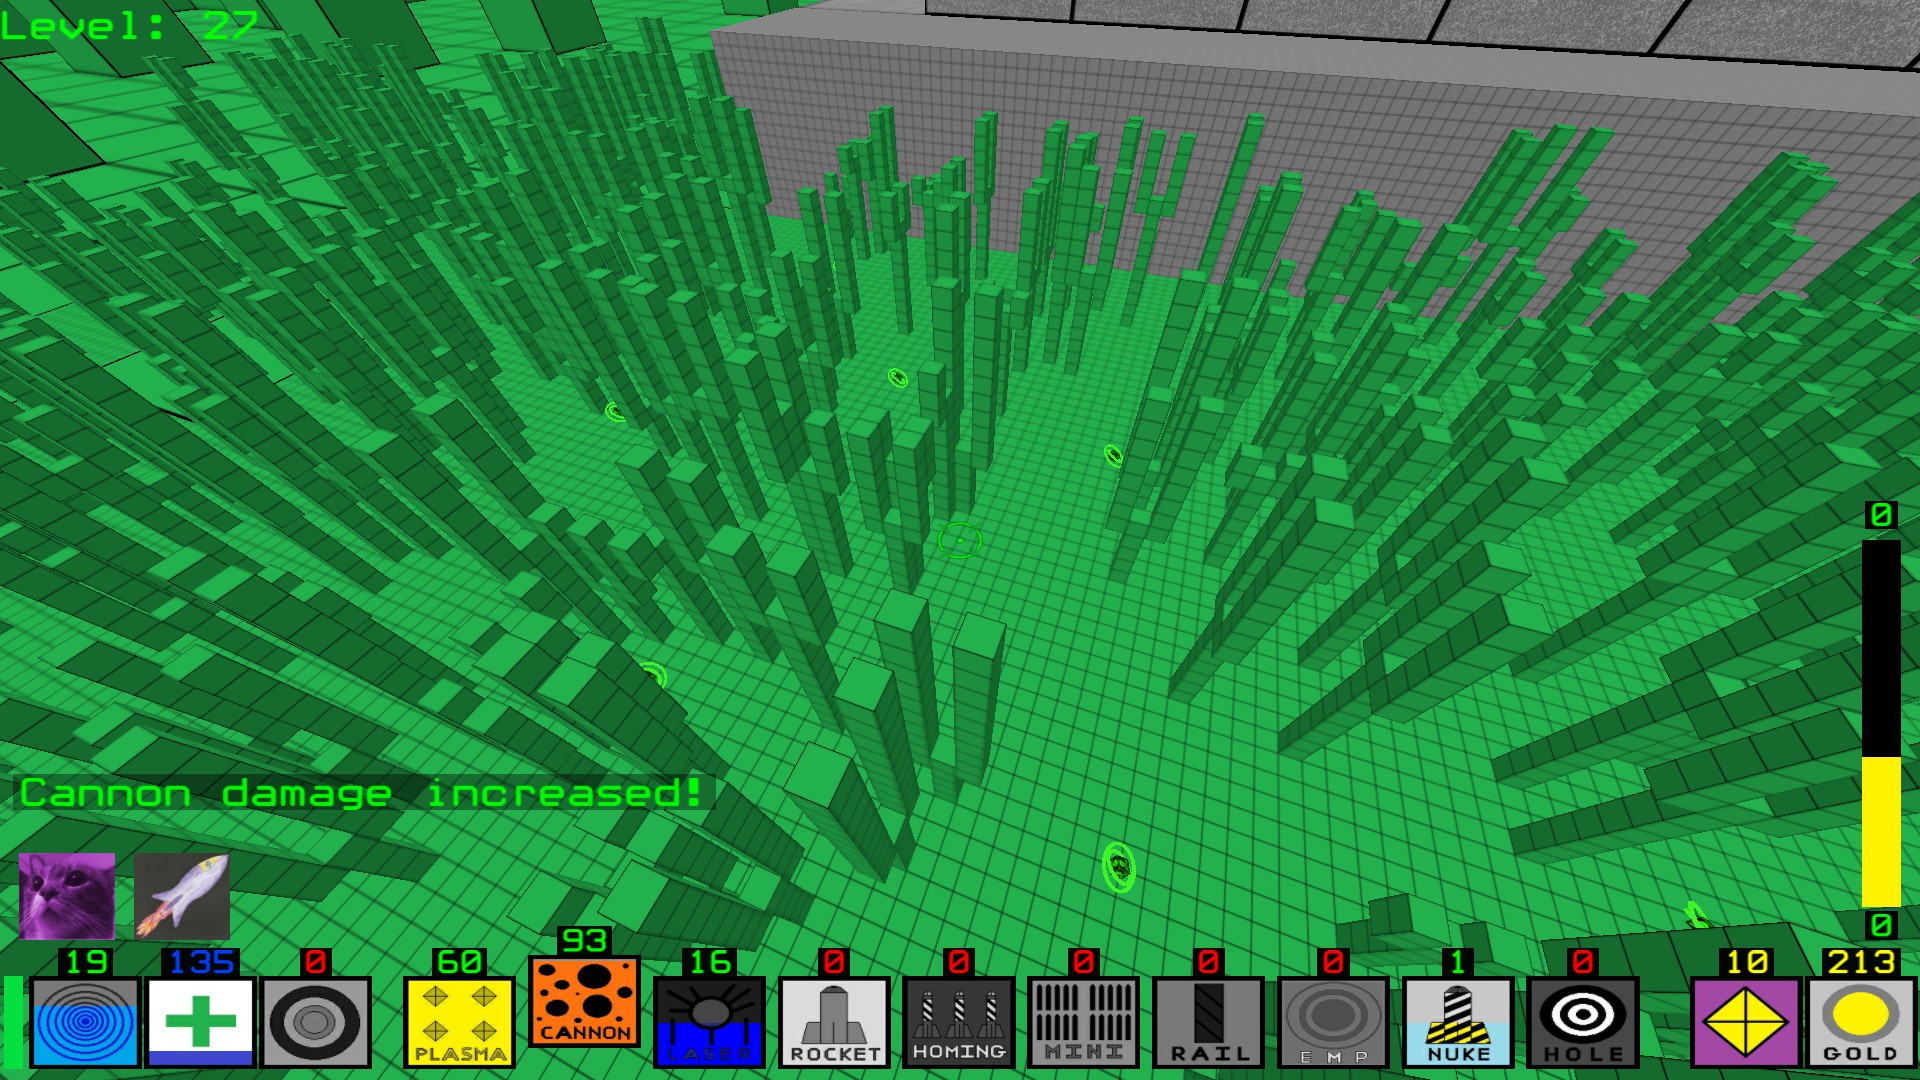 Level: 27
0
Cannon damage increased!
0
19 135 0 60 93 16 0 0 0 0 0 1 0 10 213
PLASMA CANNON LASER ROCKET HOMING MINI RAIL EMP NUKE HOLE GOLD